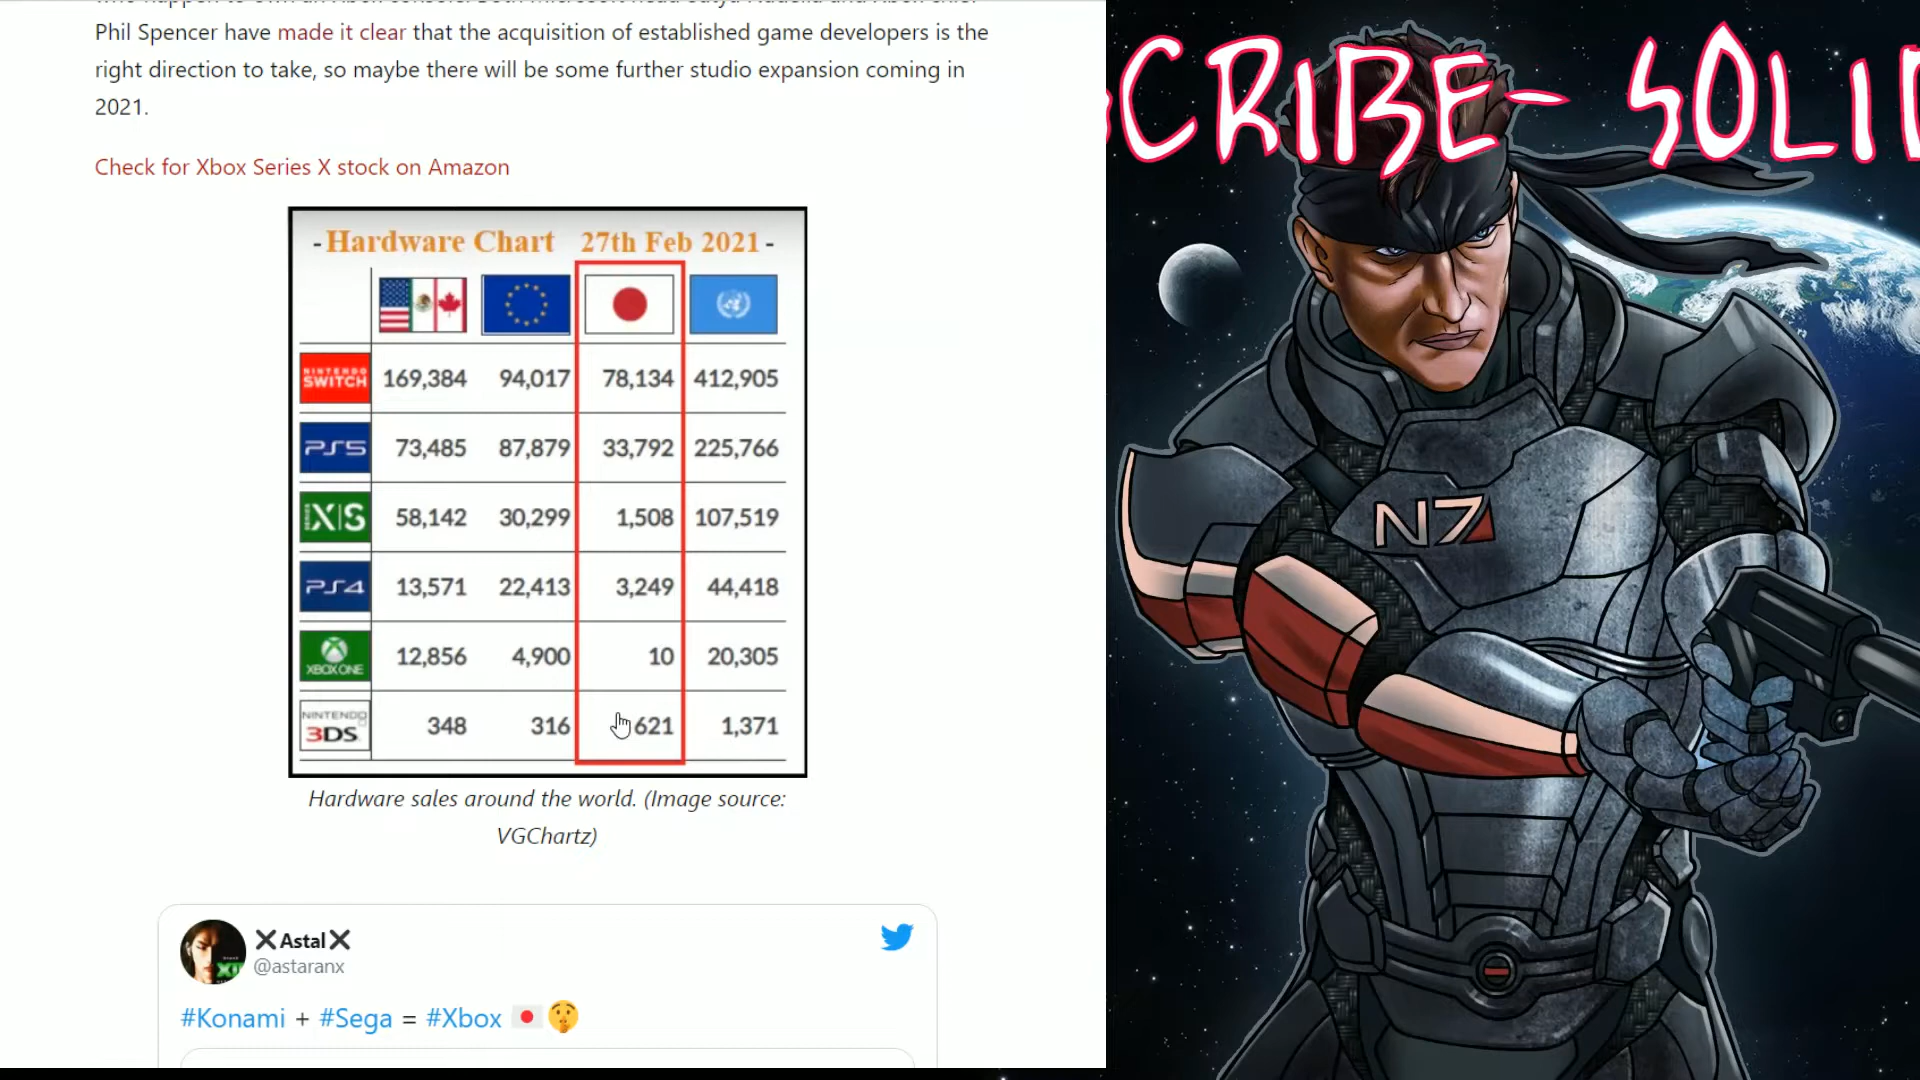 Phil Spencer have made it clear that the acquisition of established game developers is the
right direction to take, so maybe there will be some further studio expansion coming in
2021.
Check for Xbox Series X stock on Amazon
-Hardware Chart 27th Feb 2021-
NINTENDO SWITCH 169,384 94,017 78,134 412,905
PS5 73,485 87,879 33,792 225,766
SERIES X|S 58,142 30,299 1,508 107,519
PS4 13,571 22,413 3,249 44,418
XBOX ONE 12,856 4,900 10 20,305
NINTENDO 3DS 348 316 621 1,371
Hardware sales around the world. (Image source:
VGChartz)
❌Astal❌
@astaranx
#Konami + #Sega = #Xbox 🇯🇵🤫
SCRIBE- SOLID
N7